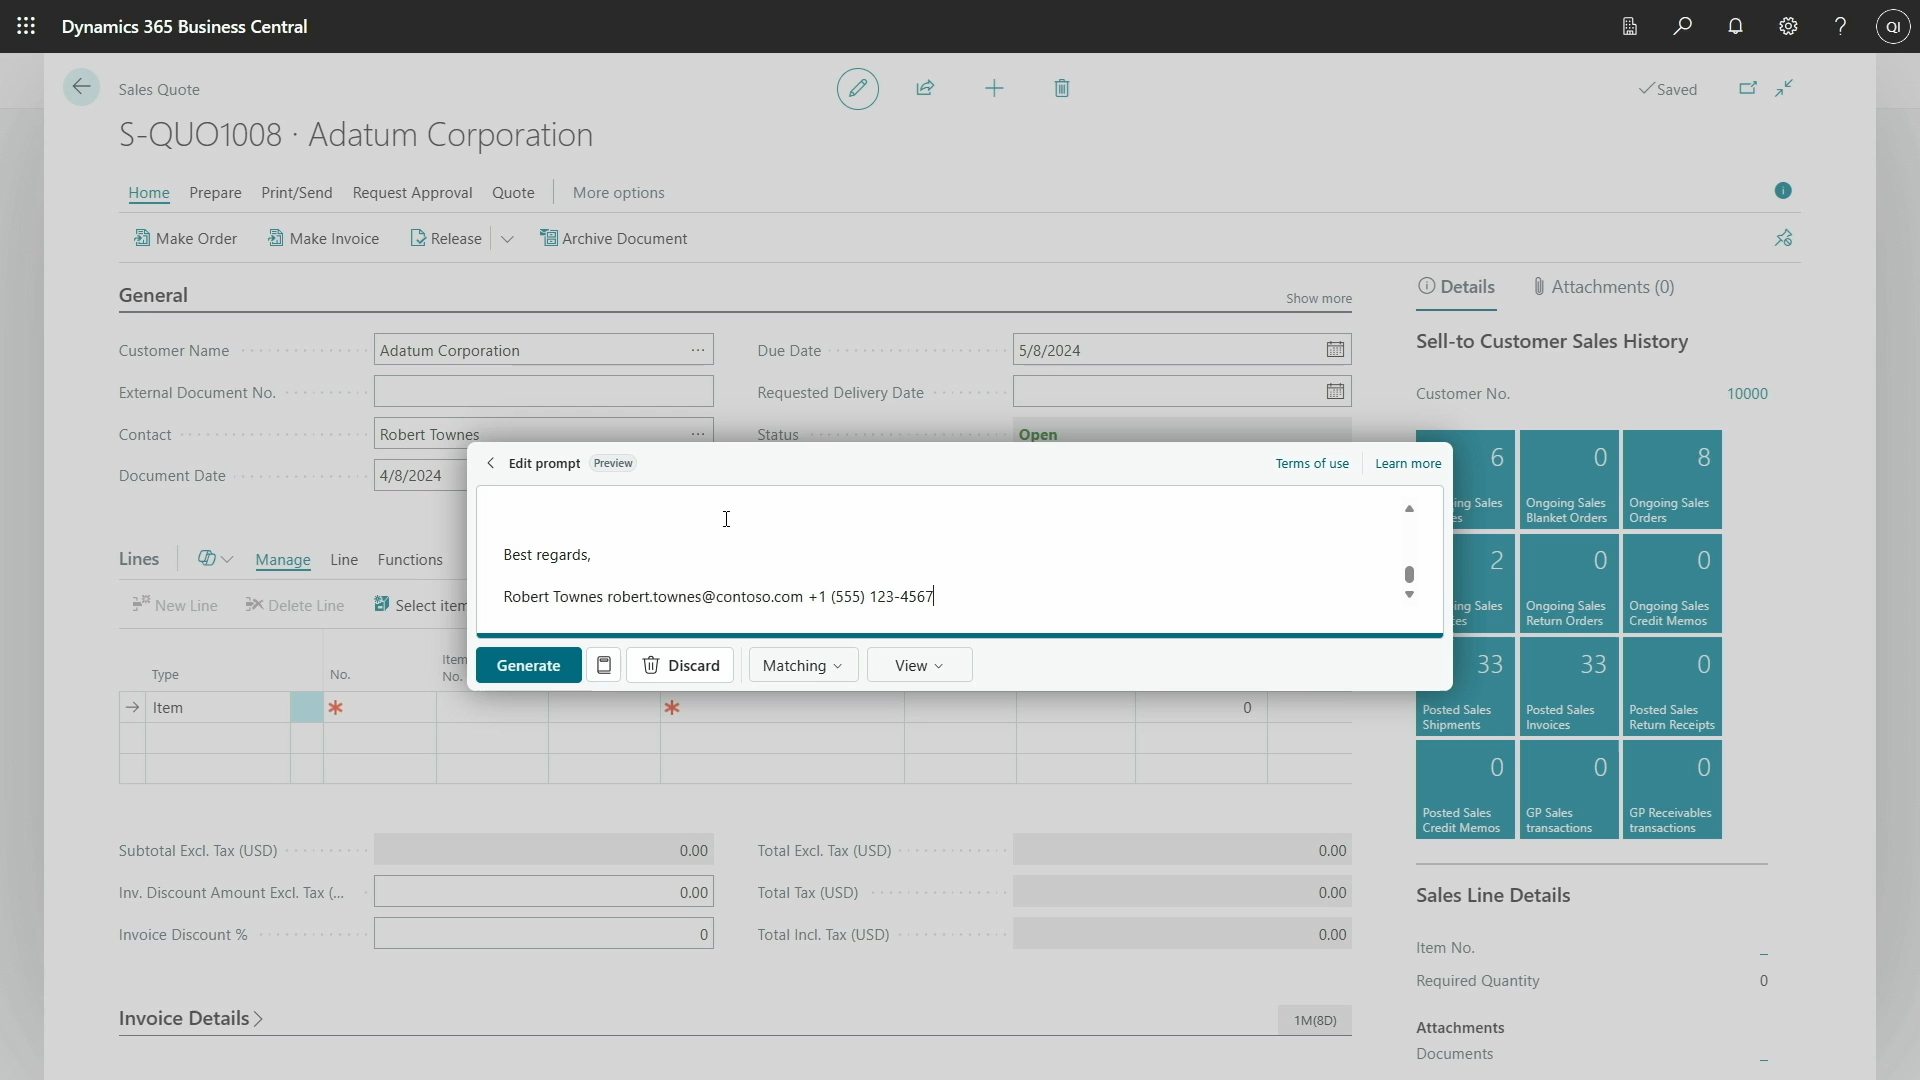 Dynamics 365 Business Central
QI
Sales Quote
Saved
S-QUO1008 · Adatum Corporation
Home Prepare Print/Send Request Approval Quote More options
Make Order Make Invoice Release Archive Document
General
Show more
Customer Name Adatum Corporation
External Document No.
Contact Robert Townes
Document Date 4/8/2024
Due Date 5/8/2024
Requested Delivery Date
Status Open
Edit prompt Preview
Terms of use Learn more
Best regards,
Robert Townes robert.townes@contoso.com +1 (555) 123-4567
Generate Discard Matching View
Lines Manage Line Functions
New Line Delete Line Select item
Type No. Item
No.
Item * * 0
Subtotal Excl. Tax (USD) 0.00
Inv. Discount Amount Excl. Tax (... 0.00
Invoice Discount % 0
Total Excl. Tax (USD) 0.00
Total Tax (USD) 0.00
Total Incl. Tax (USD) 0.00
Invoice Details
1M(8D)
Details Attachments (0)
Sell-to Customer Sales History
Customer No. 10000
6 0 8
ing Sales
es
Ongoing Sales
Blanket Orders
Ongoing Sales
Orders
2 0 0
ing Sales
es
Ongoing Sales
Return Orders
Ongoing Sales
Credit Memos
33 33 0
Posted Sales
Shipments
Posted Sales
Invoices
Posted Sales
Return Receipts
0 0 0
Posted Sales
Credit Memos
GP Sales
transactions
GP Receivables
transactions
Sales Line Details
Item No. _
Required Quantity 0
Attachments
Documents _